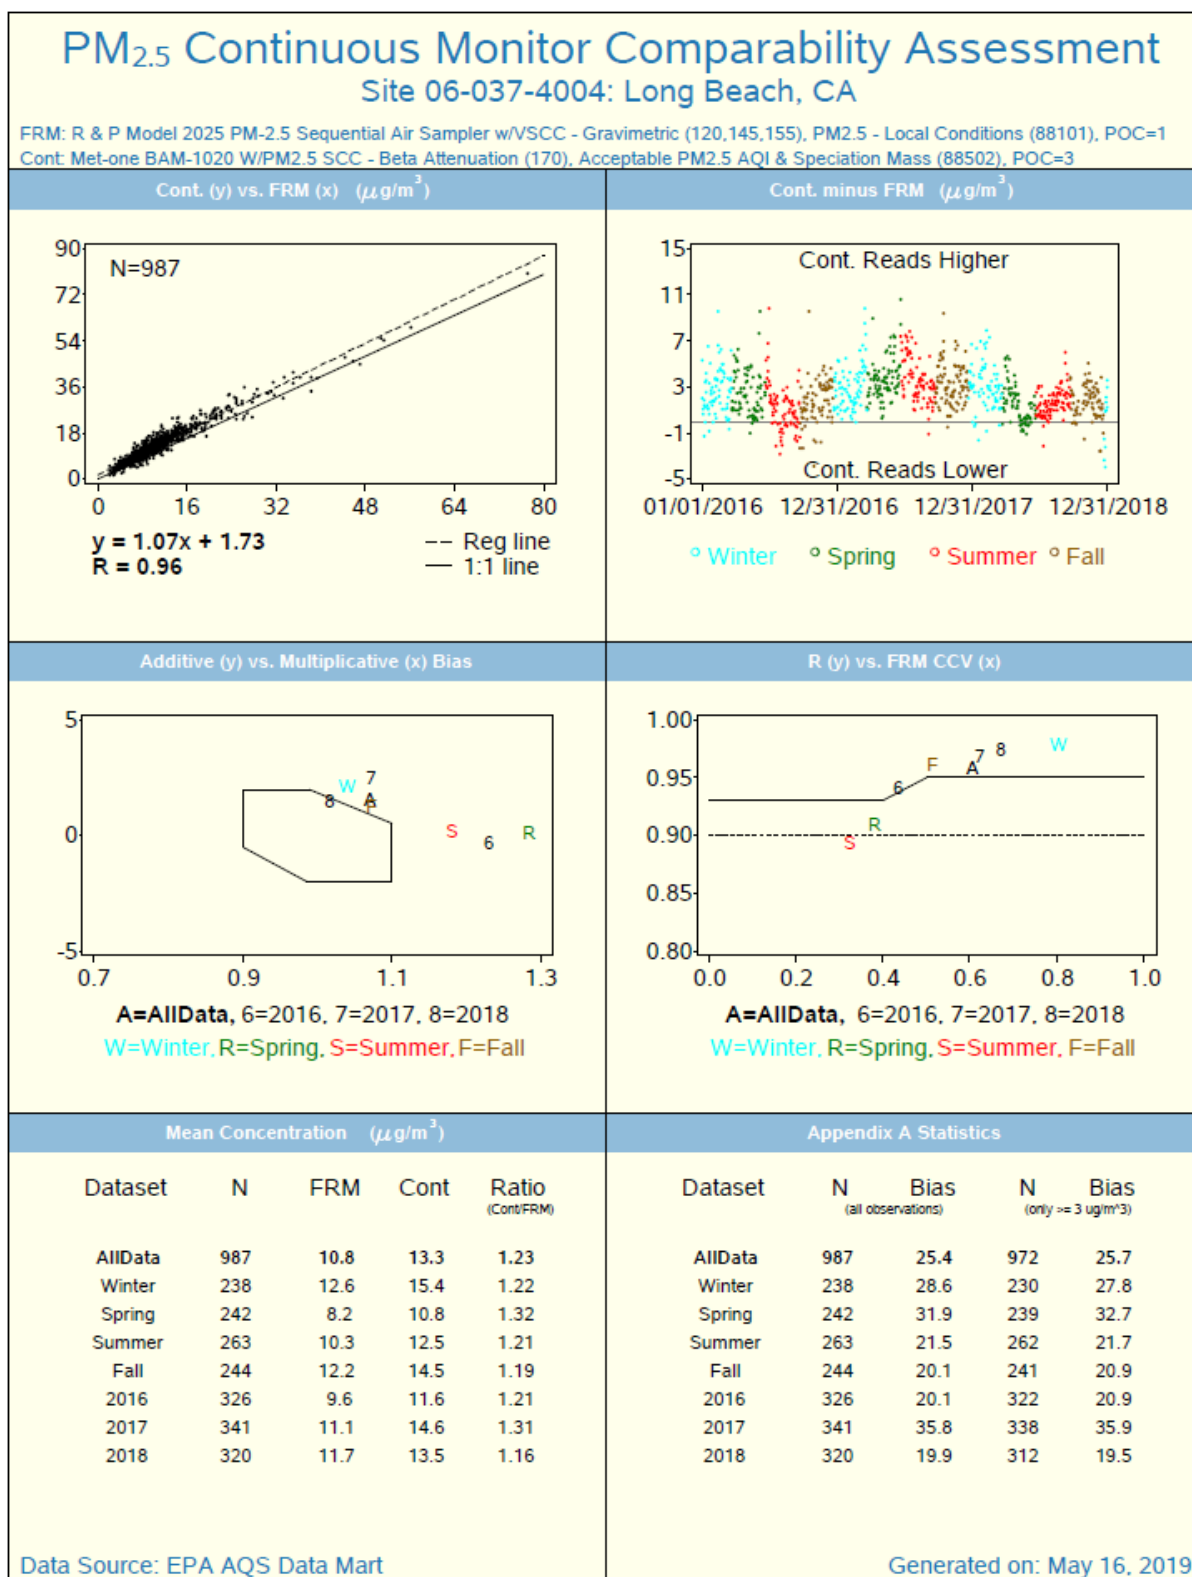 PM2.5 Continuous Monitor Comparability Assessment
Site 06-037-4004: Long Beach, CA
FRM: R & P Model 2025 PM-2.5 Sequential Air Sampler w/VSCC - Gravimetric (120,145,155), PM2.5 - Local Conditions (88101), POC=1
Cont: Met-one BAM-1020 W/PM2.5 SCC - Beta Attenuation (170), Acceptable PM2.5 AQI & Speciation Mass (88502), POC=3
Cont. (y) vs. FRM (x) (μg/m³)
90
72
54
36
18
0
N=987
0 16 32 48 64 80
y = 1.07x + 1.73
R = 0.96
-- Reg line
— 1:1 line
Cont. minus FRM (μg/m³)
15
11
7
3
-1
-5
Cont. Reads Higher
Cont. Reads Lower
01/01/2016 12/31/2016 12/31/2017 12/31/2018
Winter Spring Summer Fall
Additive (y) vs. Multiplicative (x) Bias
5
0
-5
7
W
A
8
F
S
6
R
0.7 0.9 1.1 1.3
A=AllData, 6=2016, 7=2017, 8=2018
W=Winter, R=Spring, S=Summer, F=Fall
R (y) vs. FRM CCV (x)
1.00
0.95
0.90
0.85
0.80
W
8
7
F
A
6
R
S
0.0 0.2 0.4 0.6 0.8 1.0
A=AllData, 6=2016, 7=2017, 8=2018
W=Winter, R=Spring, S=Summer, F=Fall
Mean Concentration (μg/m³)
Dataset N FRM Cont Ratio
(Cont/FRM)
AllData 987 10.8 13.3 1.23
Winter 238 12.6 15.4 1.22
Spring 242 8.2 10.8 1.32
Summer 263 10.3 12.5 1.21
Fall 244 12.2 14.5 1.19
2016 326 9.6 11.6 1.21
2017 341 11.1 14.6 1.31
2018 320 11.7 13.5 1.16
Appendix A Statistics
Dataset N Bias N Bias
(all observations) (only >= 3 ug/m^3)
AllData 987 25.4 972 25.7
Winter 238 28.6 230 27.8
Spring 242 31.9 239 32.7
Summer 263 21.5 262 21.7
Fall 244 20.1 241 20.9
2016 326 20.1 322 20.9
2017 341 35.8 338 35.9
2018 320 19.9 312 19.5
Data Source: EPA AQS Data Mart
Generated on: May 16, 2019